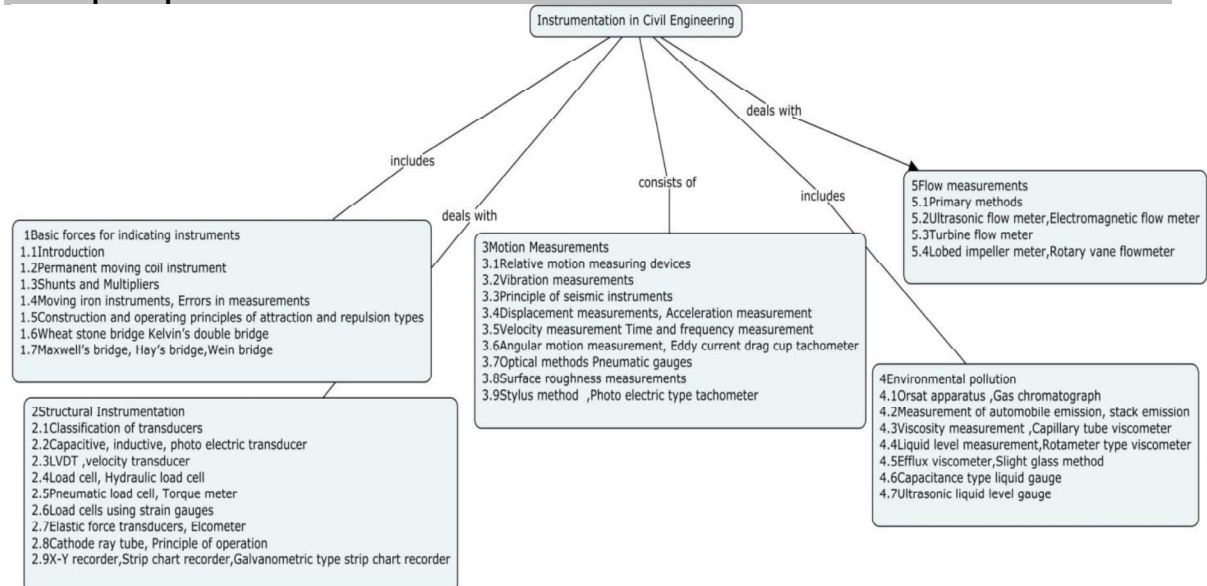 Instrumentation in Civil Engineering
includes
deals with
consists of
includes
deals with
1Basic forces for indicating instruments
1.1Introduction
1.2Permanent moving coil instrument
1.3Shunts and Multipliers
1.4Moving iron instruments, Errors in measurements
1.5Construction and operating principles of attraction and repulsion types
1.6Wheat stone bridge Kelvin's double bridge
1.7Maxwell's bridge, Hay's bridge,Wein bridge
2Structural Instrumentation
2.1Classification of transducers
2.2Capacitive, inductive, photo electric transducer
2.3LVDT ,velocity transducer
2.4Load cell, Hydraulic load cell
2.5Pneumatic load cell, Torque meter
2.6Load cells using strain gauges
2.7Elastic force transducers, Elcometer
2.8Cathode ray tube, Principle of operation
2.9X-Y recorder,Strip chart recorder,Galvanometric type strip chart recorder
3Motion Measurements
3.1Relative motion measuring devices
3.2Vibration measurements
3.3Principle of seismic instruments
3.4Displacement measurements, Acceleration measurement
3.5Velocity measurement Time and frequency measurement
3.6Angular motion measurement, Eddy current drag cup tachometer
3.7Optical methods Pneumatic gauges
3.8Surface roughness measurements
3.9Stylus method ,Photo electric type tachometer
4Environmental pollution
4.1Orsat apparatus ,Gas chromatograph
4.2Measurement of automobile emission, stack emission
4.3Viscosity measurement ,Capillary tube viscometer
4.4Liquid level measurement,Rotameter type viscometer
4.5Efflux viscometer,Slight glass method
4.6Capacitance type liquid gauge
4.7Ultrasonic liquid level gauge
5Flow measurements
5.1Primary methods
5.2Ultrasonic flow meter,Electromagnetic flow meter
5.3Turbine flow meter
5.4Lobed impeller meter,Rotary vane flowmeter